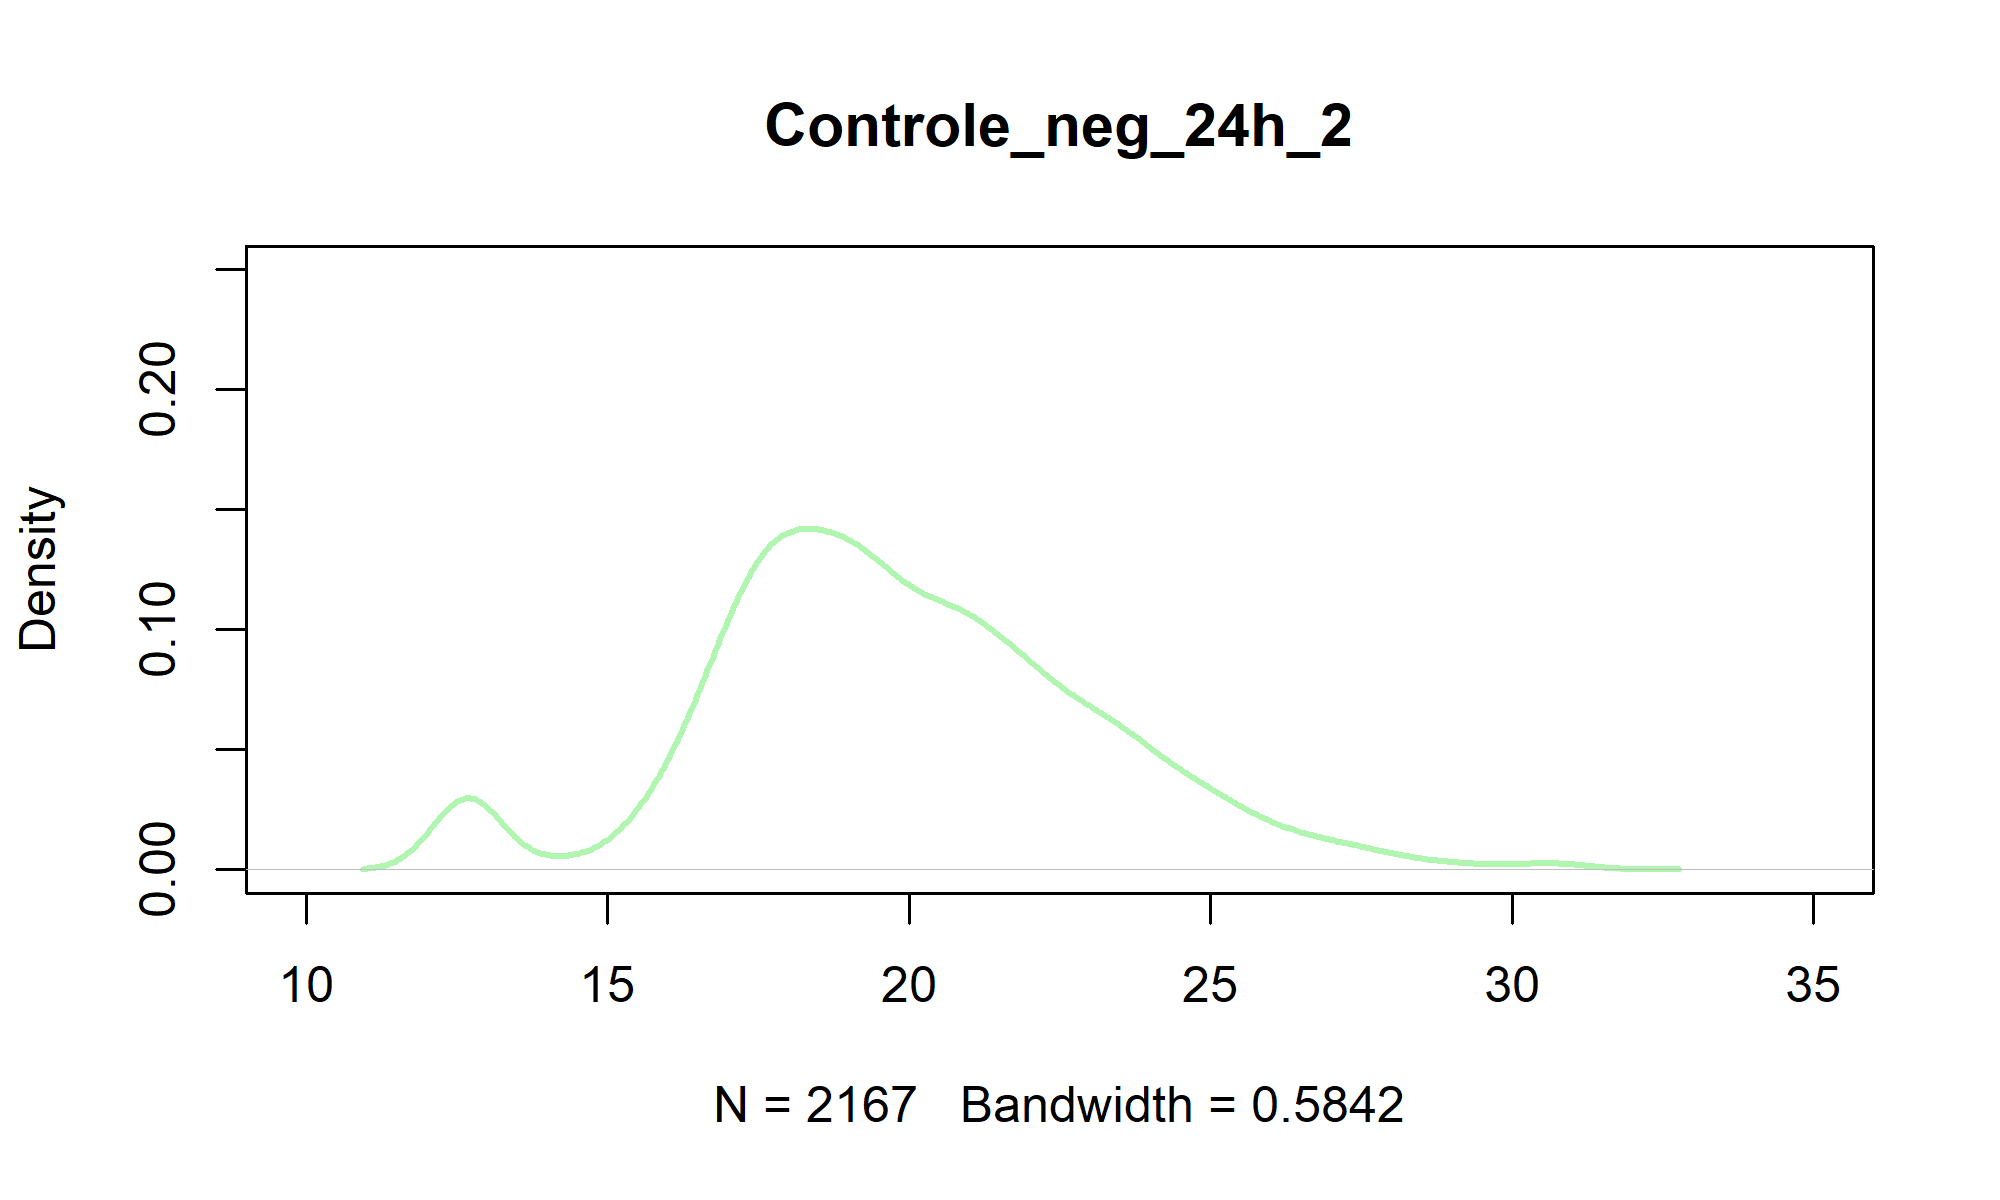 Controle_neg_24h_2
Density
0.20
0.10
0.00
10 15 20 25 30 35
N = 2167 Bandwidth = 0.5842